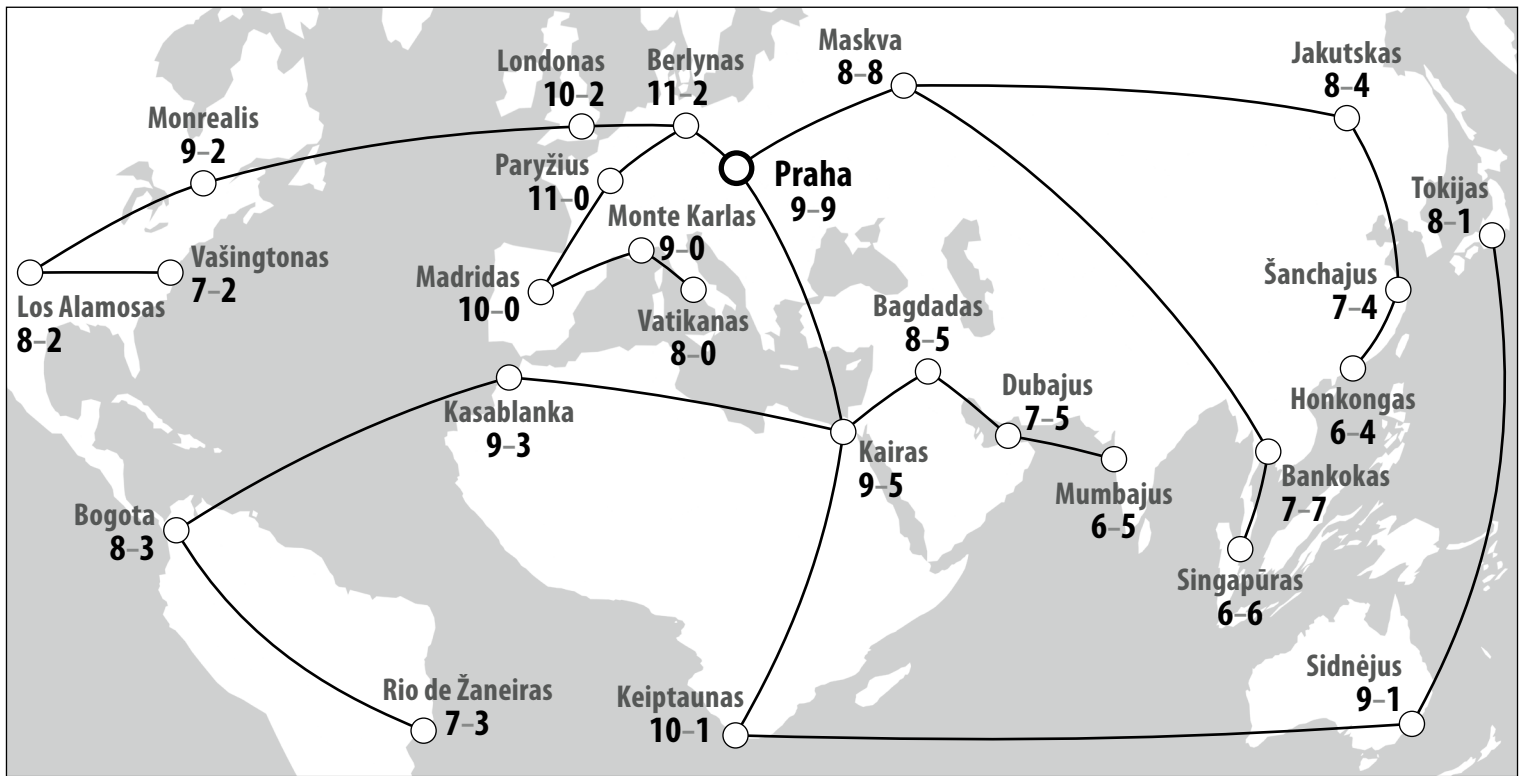 Maskva
8–8
Jakutskas
8–4
Londonas
10–2
Berlynas
11–2
Monrealis
9–2
Paryžius
11–0
Praha
9–9
Tokijas
8–1
Monte Karlas
9–0
Vašingtonas
7–2
Madridas
10–0
Šanchajus
7–4
Los Alamosas
8–2
Vatikanas
8–0
Bagdadas
8–5
Dubajus
7–5
Honkongas
6–4
Kasablanka
9–3
Kairas
9–5
Mumbajus
6–5
Bankokas
7–7
Bogota
8–3
Singapūras
6–6
Sidnėjus
9–1
Rio de Žaneiras
7–3
Keiptaunas
10–1